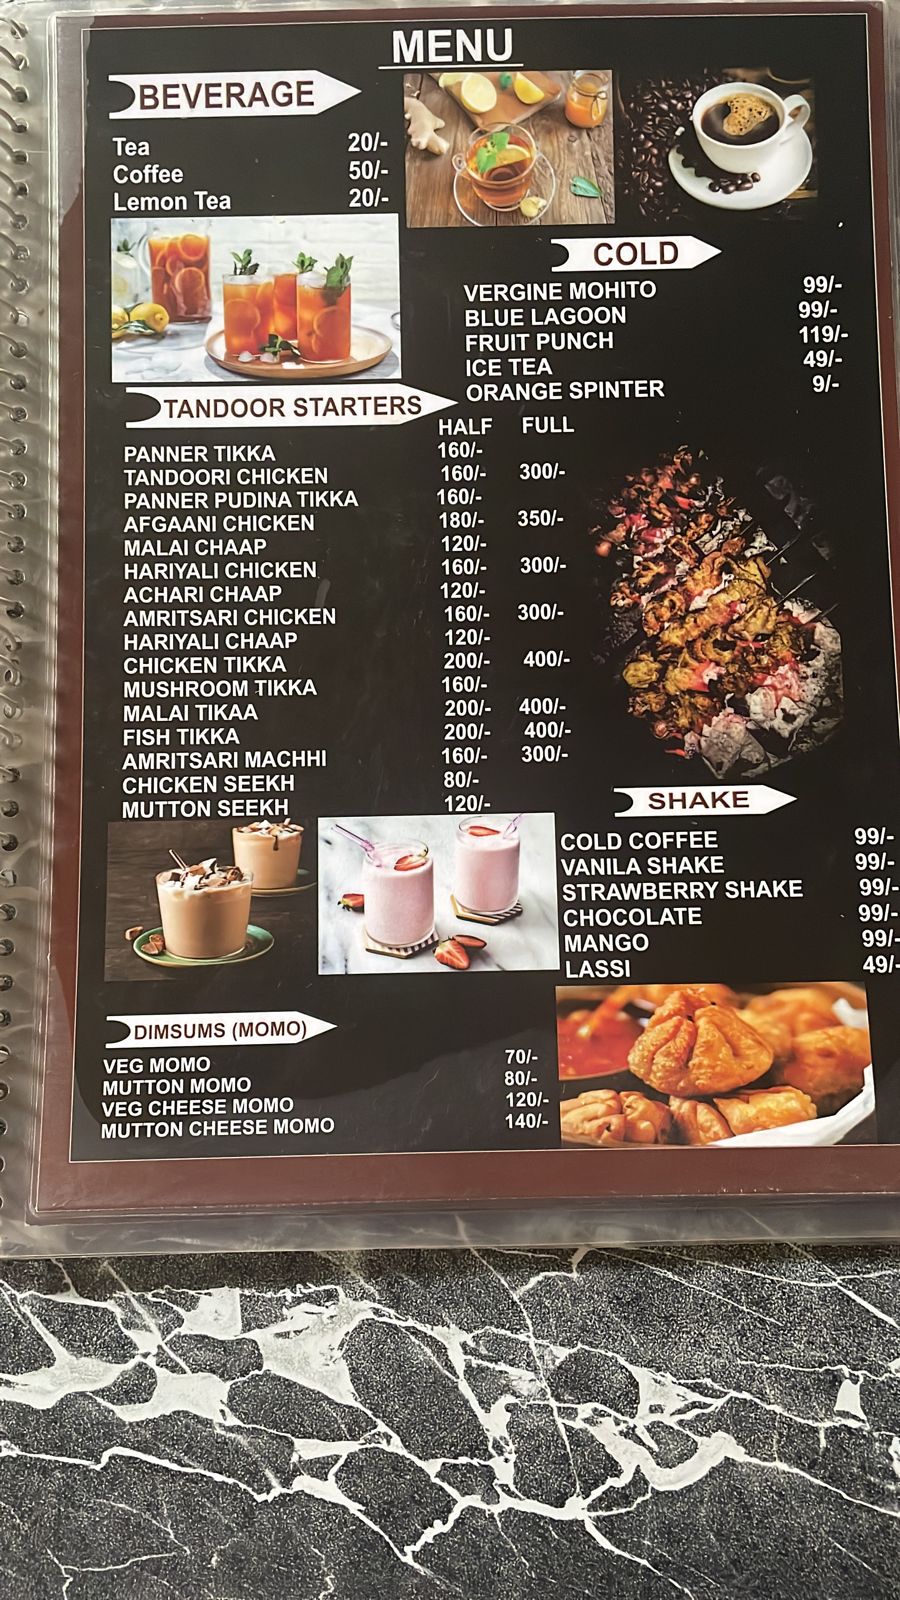 MENU
BEVERAGE
Tea 20/-
Coffee 50/-
Lemon Tea 20/-
COLD
VERGINE MOHITO 99/-
BLUE LAGOON 99/-
FRUIT PUNCH 119/-
ICE TEA 49/-
ORANGE SPINTER 9/-
TANDOOR STARTERS
HALF FULL
PANNER TIKKA 160/-
TANDOORI CHICKEN 160/- 300/-
PANNER PUDINA TIKKA 160/-
AFGAANI CHICKEN 180/- 350/-
MALAI CHAAP 120/-
HARIYALI CHICKEN 160/- 300/-
ACHARI CHAAP 120/-
AMRITSARI CHICKEN 160/- 300/-
HARIYALI CHAAP 120/-
CHICKEN TIKKA 200/- 400/-
MUSHROOM TIKKA 160/-
MALAI TIKAA 200/- 400/-
FISH TIKKA 200/- 400/-
AMRITSARI MACHHI 160/- 300/-
CHICKEN SEEKH 80/-
MUTTON SEEKH 120/-
SHAKE
COLD COFFEE 99/-
VANILA SHAKE 99/-
STRAWBERRY SHAKE 99/-
CHOCOLATE 99/-
MANGO 99/-
LASSI 49/-
DIMSUMS (MOMO)
VEG MOMO 70/-
MUTTON MOMO 80/-
VEG CHEESE MOMO 120/-
MUTTON CHEESE MOMO 140/-